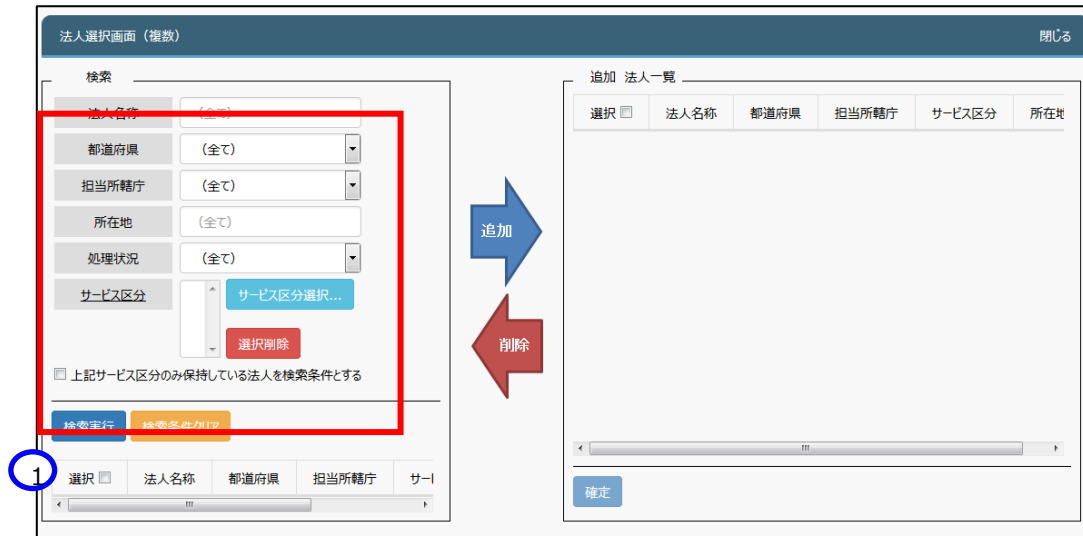 法人選択画面（複数）
閉じる
検索
法人名称 （全て）
都道府県 （全て）
担当所轄庁 （全て）
所在地 （全て）
処理状況 （全て）
サービス区分 サービス区分選択...
選択削除
上記サービス区分のみ保持している法人を検索条件とする
検索実行 検索条件クリア
1
選択 法人名称 都道府県 担当所轄庁 サー
追加
削除
追加 法人一覧
選択 法人名称 都道府県 担当所轄庁 サービス区分 所在地
確定